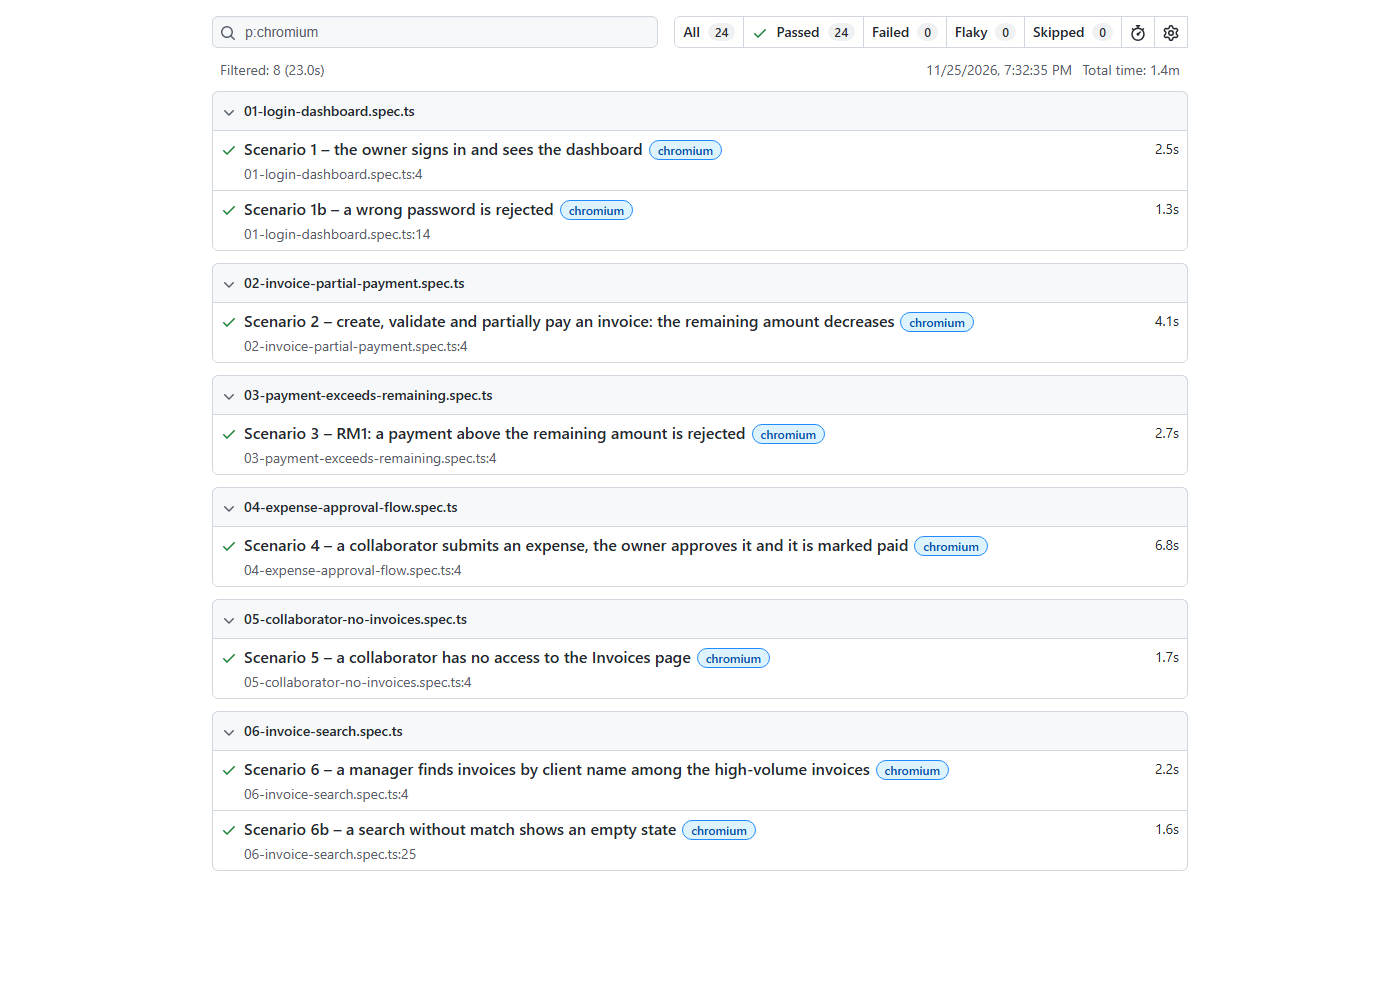 p:chromium
All 24 Passed 24 Failed 0 Flaky 0 Skipped 0
Filtered: 8 (23.0s)
11/25/2026, 7:32:35 PM Total time: 1.4m
01-login-dashboard.spec.ts
Scenario 1 – the owner signs in and sees the dashboard chromium 2.5s
01-login-dashboard.spec.ts:4
Scenario 1b – a wrong password is rejected chromium 1.3s
01-login-dashboard.spec.ts:14
02-invoice-partial-payment.spec.ts
Scenario 2 – create, validate and partially pay an invoice: the remaining amount decreases chromium 4.1s
02-invoice-partial-payment.spec.ts:4
03-payment-exceeds-remaining.spec.ts
Scenario 3 – RM1: a payment above the remaining amount is rejected chromium 2.7s
03-payment-exceeds-remaining.spec.ts:4
04-expense-approval-flow.spec.ts
Scenario 4 – a collaborator submits an expense, the owner approves it and it is marked paid chromium 6.8s
04-expense-approval-flow.spec.ts:4
05-collaborator-no-invoices.spec.ts
Scenario 5 – a collaborator has no access to the Invoices page chromium 1.7s
05-collaborator-no-invoices.spec.ts:4
06-invoice-search.spec.ts
Scenario 6 – a manager finds invoices by client name among the high-volume invoices chromium 2.2s
06-invoice-search.spec.ts:4
Scenario 6b – a search without match shows an empty state chromium 1.6s
06-invoice-search.spec.ts:25